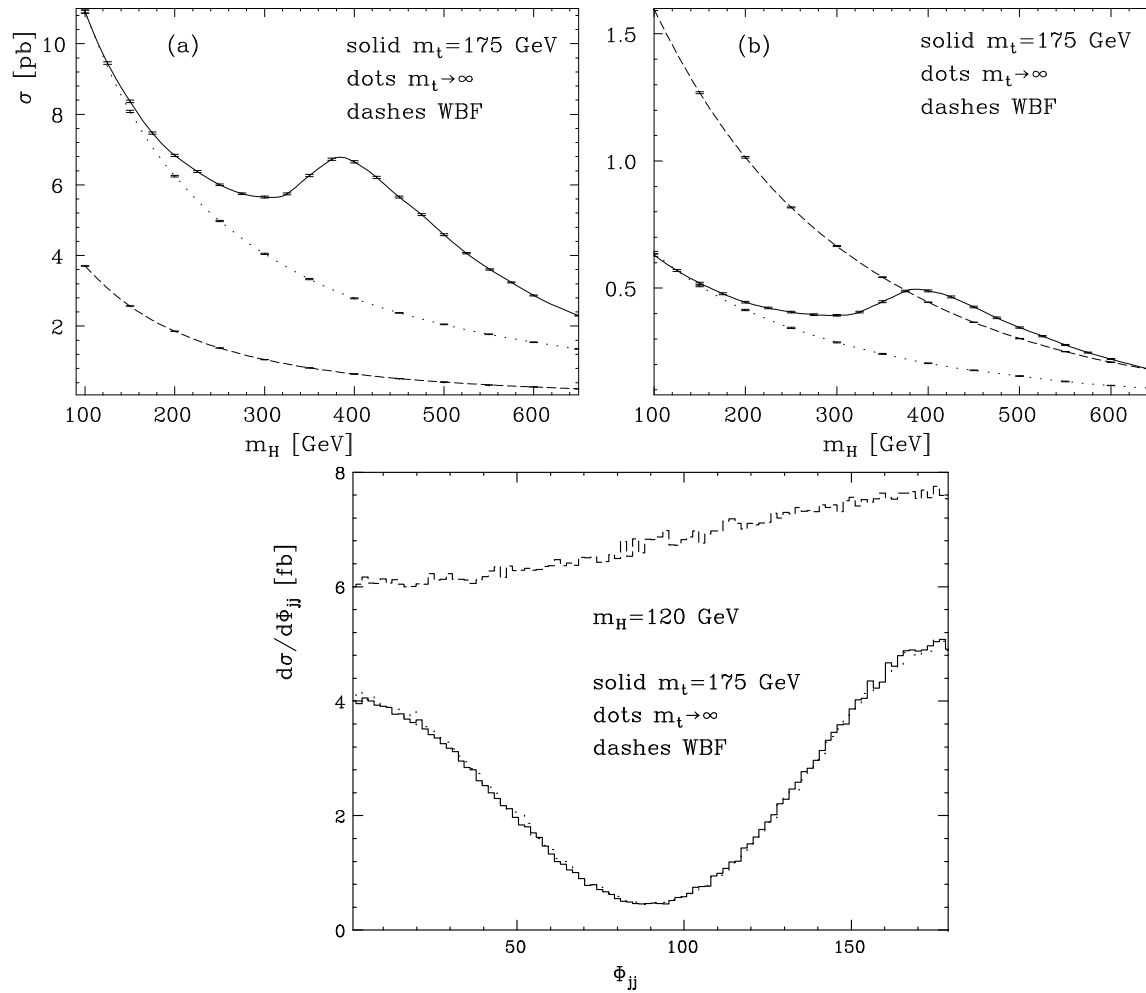 (a)
solid m_t=175 GeV
dots m_t→∞
dashes WBF
σ [pb]
10
8
6
4
2
100 200 300 400 500 600
m_H [GeV]
(b)
solid m_t=175 GeV
dots m_t→∞
dashes WBF
1.5
1.0
0.5
100 200 300 400 500 600
m_H [GeV]
dσ/dΦ_jj [fb]
8
6
4
2
0
m_H=120 GeV
solid m_t=175 GeV
dots m_t→∞
dashes WBF
50 100 150
Φ_jj